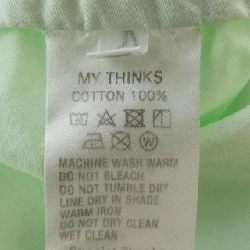 MY THINKS
COTTON 100%
MACHINE WASH WARM
DO NOT BLEACH
DO NOT TUMBLE DRY
LINE DRY IN SHADE
WARM IRON
DO NOT DRY CLEAN
WET CLEAN